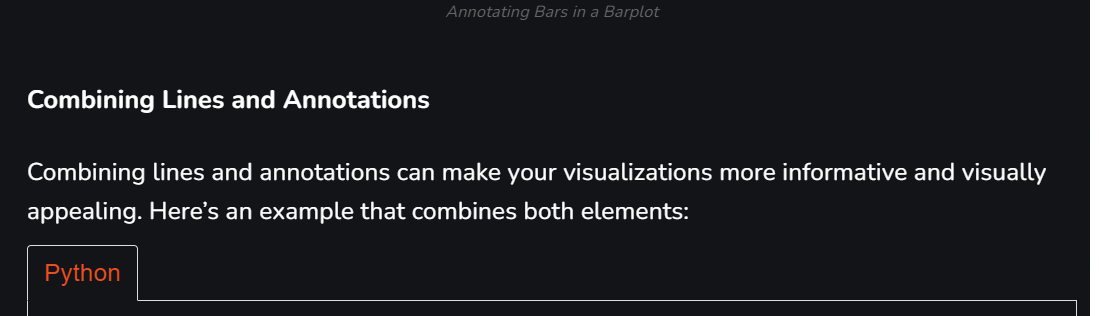 Annotating Bars in a Barplot
Combining Lines and Annotations
Combining lines and annotations can make your visualizations more informative and visually
appealing. Here’s an example that combines both elements:
Python